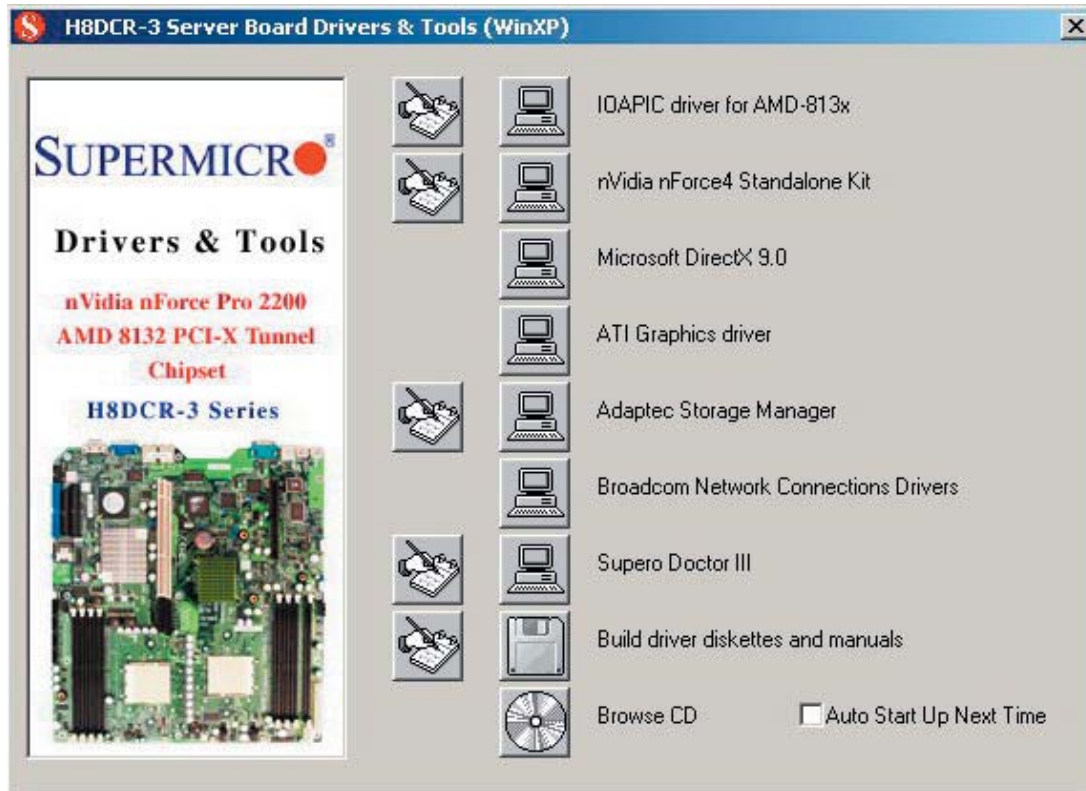 H8DCR-3 Server Board Drivers & Tools (WinXP)
SUPERMICRO®
Drivers & Tools
nVidia nForce Pro 2200
AMD 8132 PCI-X Tunnel
Chipset
H8DCR-3 Series
IOAPIC driver for AMD-813x
nVidia nForce4 Standalone Kit
Microsoft DirectX 9.0
ATI Graphics driver
Adaptec Storage Manager
Broadcom Network Connections Drivers
Supero Doctor III
Build driver diskettes and manuals
Browse CD
Auto Start Up Next Time